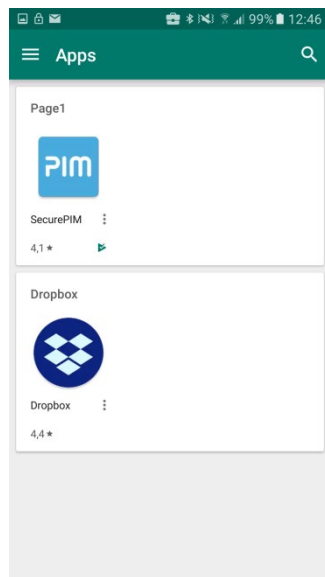 99% 12:46
Apps
Page1
PIM
SecurePIM
4,1 ★
Dropbox
Dropbox
4,4 ★